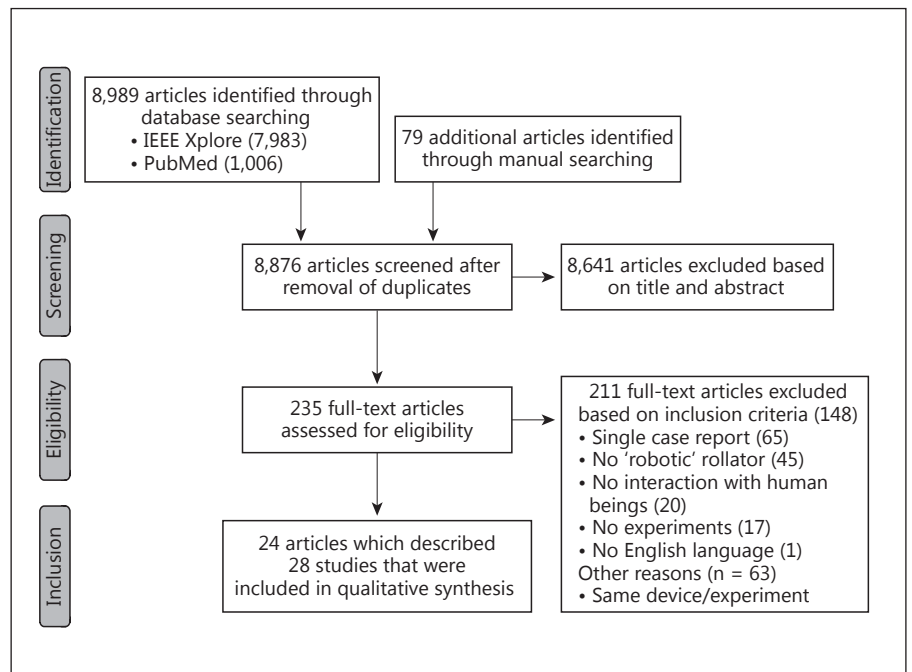 Identification
8,989 articles identified through
database searching
• IEEE Xplore (7,983)
• PubMed (1,006)
79 additional articles identified
through manual searching
Screening
8,876 articles screened after
removal of duplicates
8,641 articles excluded based
on title and abstract
Eligibility
235 full-text articles
assessed for eligibility
211 full-text articles excluded
based on inclusion criteria (148)
• Single case report (65)
• No ‘robotic’ rollator (45)
• No interaction with human
beings (20)
• No experiments (17)
• No English language (1)
Other reasons (n = 63)
• Same device/experiment
Inclusion
24 articles which described
28 studies that were
included in qualitative synthesis